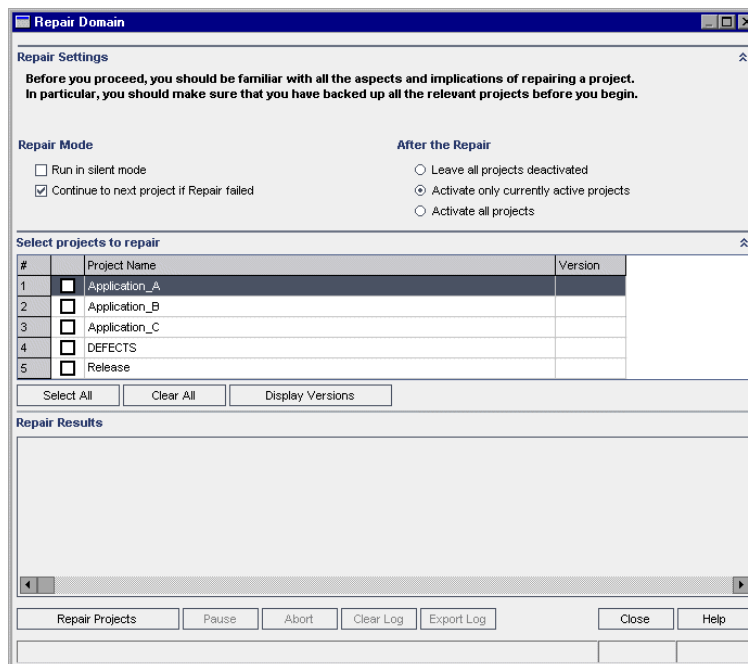 Repair Domain
Repair Settings
Before you proceed, you should be familiar with all the aspects and implications of repairing a project.
In particular, you should make sure that you have backed up all the relevant projects before you begin.
Repair Mode
Run in silent mode
Continue to next project if Repair failed
After the Repair
Leave all projects deactivated
Activate only currently active projects
Activate all projects
Select projects to repair
# Project Name Version
1 Application_A
2 Application_B
3 Application_C
4 DEFECTS
5 Release
Select All Clear All Display Versions
Repair Results
Repair Projects Pause Abort Clear Log Export Log Close Help